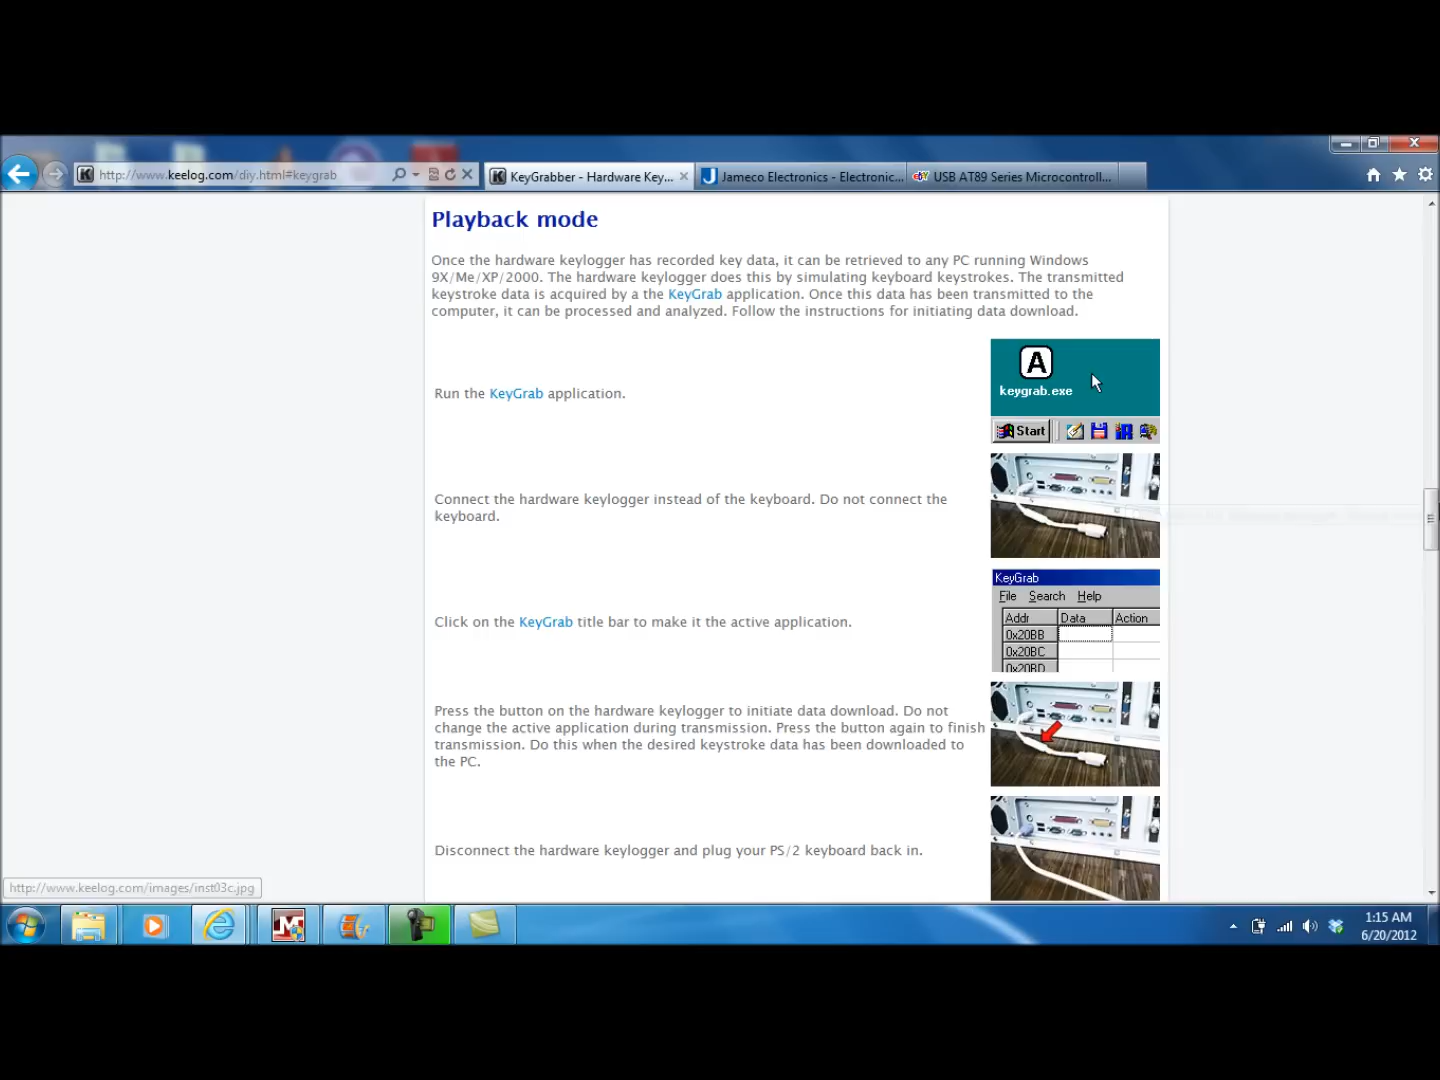 http://www.keelog.com/diy.html#keygrab
KeyGrabber - Hardware Key...
Jameco Electronics - Electronic...
USB AT89 Series Microcontroll...
Playback mode
Once the hardware keylogger has recorded key data, it can be retrieved to any PC running Windows
9X/Me/XP/2000. The hardware keylogger does this by simulating keyboard keystrokes. The transmitted
keystroke data is acquired by a the KeyGrab application. Once this data has been transmitted to the
computer, it can be processed and analyzed. Follow the instructions for initiating data download.
A
keygrab.exe
Run the KeyGrab application.
Start
Connect the hardware keylogger instead of the keyboard. Do not connect the
keyboard.
KeyGrab
File Search Help
Addr Data Action
0x20BB
0x20BC
0x20BD
Click on the KeyGrab title bar to make it the active application.
Press the button on the hardware keylogger to initiate data download. Do not
change the active application during transmission. Press the button again to finish
transmission. Do this when the desired keystroke data has been downloaded to
the PC.
Disconnect the hardware keylogger and plug your PS/2 keyboard back in.
http://www.keelog.com/images/inst03c.jpg
1:15 AM
6/20/2012